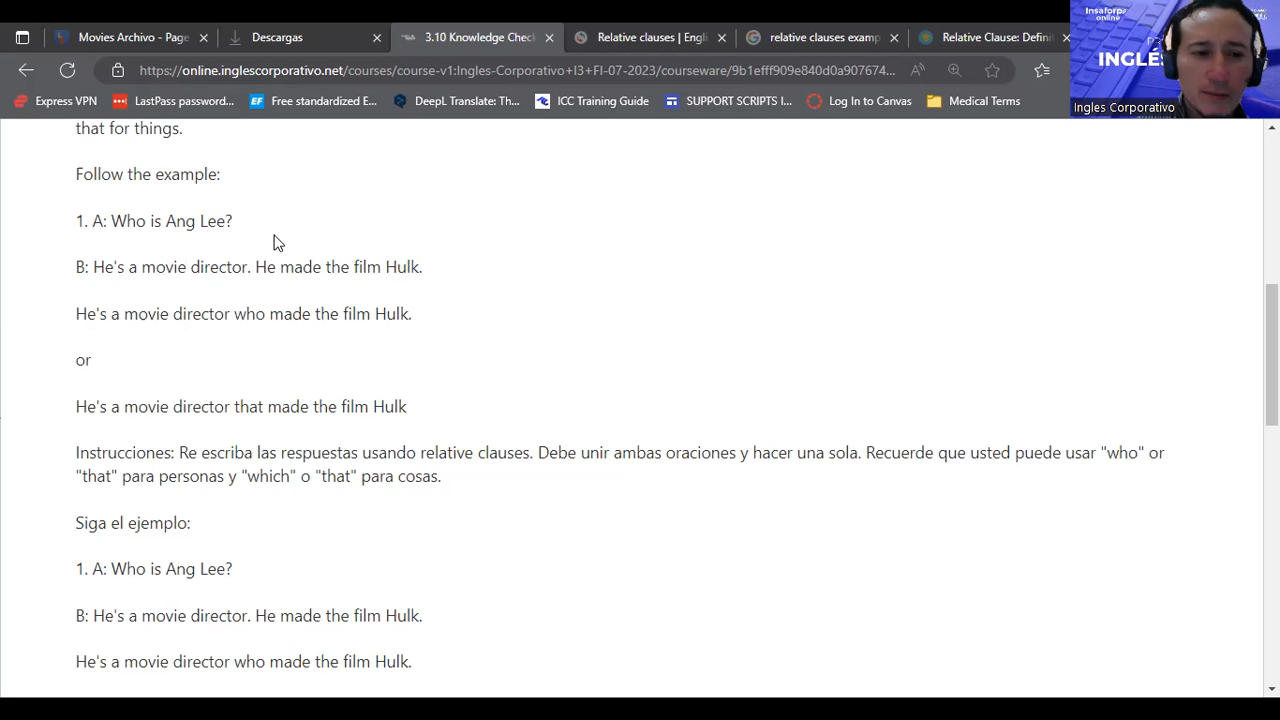 Movies Archivo - Page
Descargas
3.10 Knowledge Chec
Relative clauses | Engli
relative clauses examp
Relative Clause: Defini
https://online.inglescorporativo.net/courses/course-v1:Ingles-Corporativo+I3+FI-07-2023/courseware/9b1efff909e840d0a907674...
Express VPN
LastPass password...
Free standardized E...
DeepL Translate: Th...
ICC Training Guide
SUPPORT SCRIPTS I...
Log In to Canvas
Medical Terms
Insaforp
online
INGLÉS
Ingles Corporativo
that for things.
Follow the example:
1. A: Who is Ang Lee?
B: He's a movie director. He made the film Hulk.
He's a movie director who made the film Hulk.
or
He's a movie director that made the film Hulk
Instrucciones: Re escriba las respuestas usando relative clauses. Debe unir ambas oraciones y hacer una sola. Recuerde que usted puede usar "who" or
"that" para personas y "which" o "that" para cosas.
Siga el ejemplo:
1. A: Who is Ang Lee?
B: He's a movie director. He made the film Hulk.
He's a movie director who made the film Hulk.